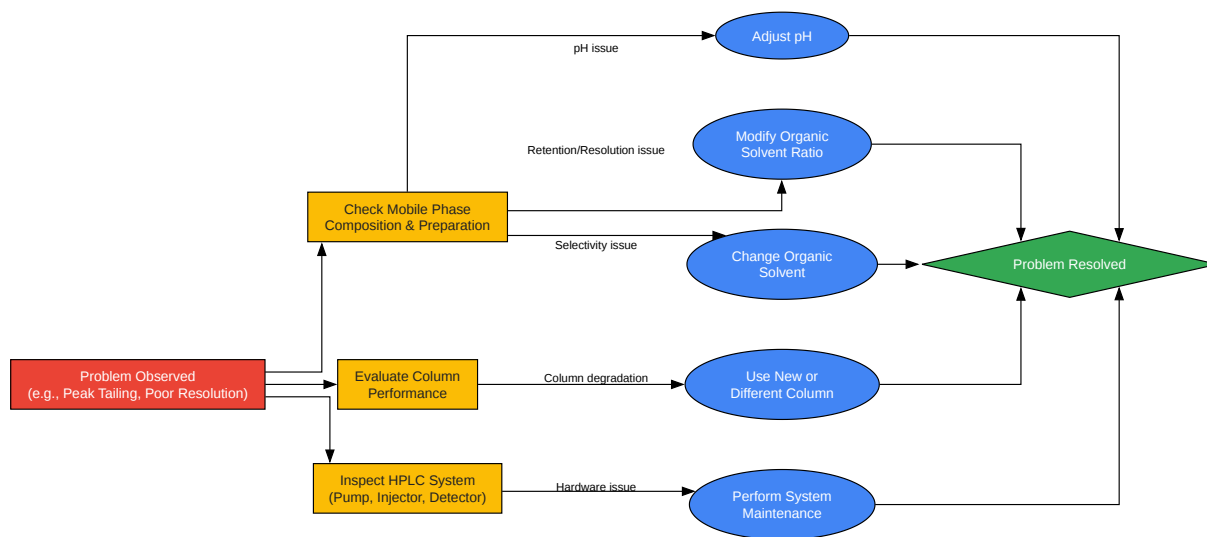 Adjust pH
pH issue
Modify Organic
Solvent Ratio
Retention/Resolution issue
Check Mobile Phase
Composition & Preparation
Selectivity issue
Change Organic
Solvent
Problem Resolved
Problem Observed
(e.g., Peak Tailing, Poor Resolution)
Evaluate Column
Performance
Column degradation
Use New or
Different Column
Inspect HPLC System
(Pump, Injector, Detector)
Hardware issue
Perform System
Maintenance